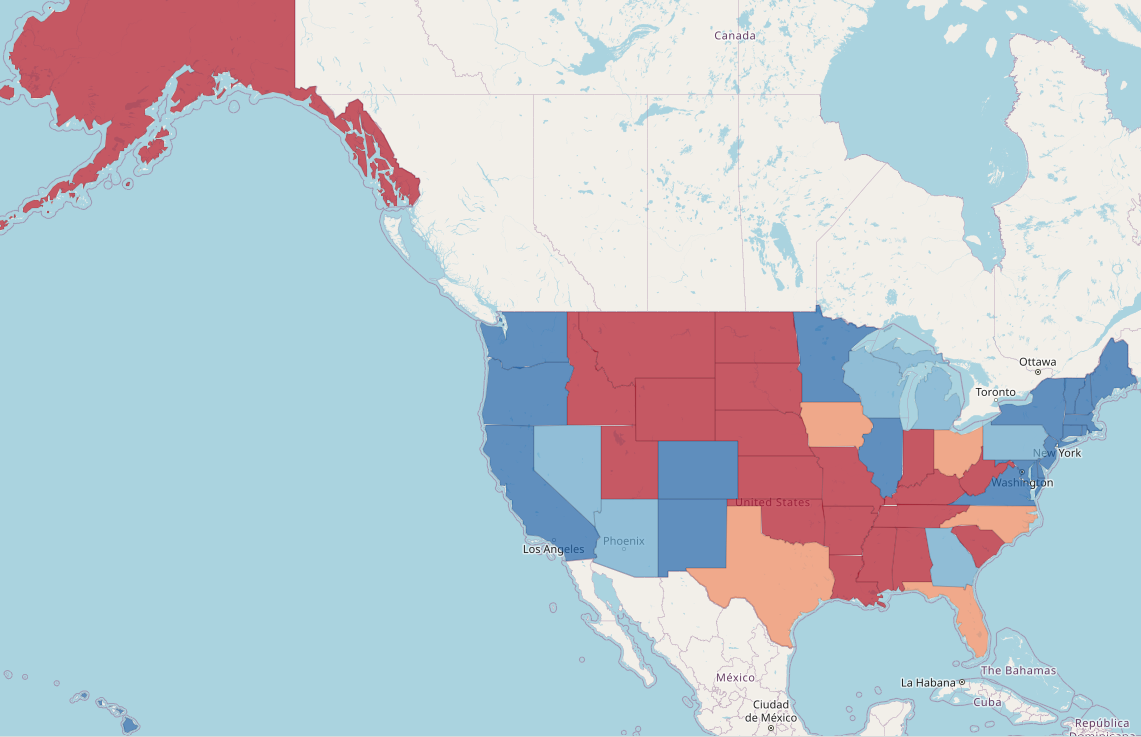 Canada
Ottawa
Toronto
New York
Washington
United States
Phoenix
Los Angeles
The Bahamas
La Habana
México
Cuba
Ciudad
de México
República
Dominicana